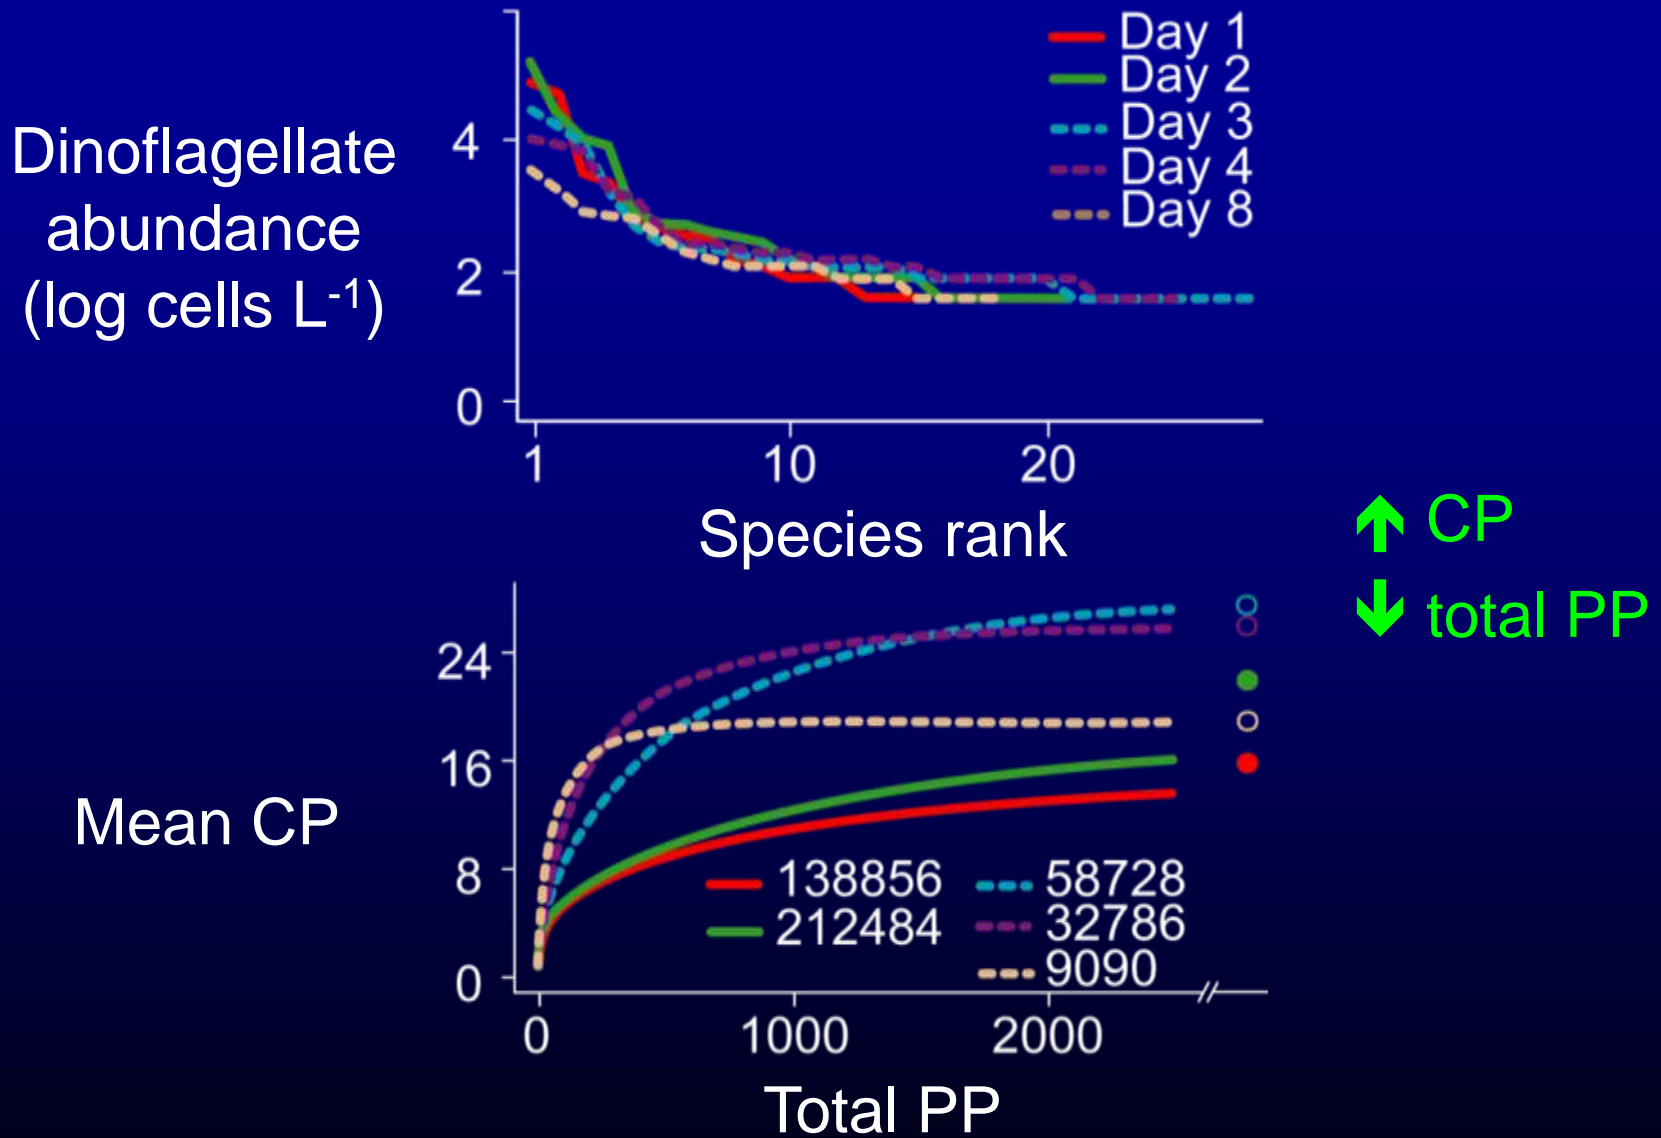 Dinoflagellate
abundance
(log cells L-1)
4
2
0
Day 1
Day 2
Day 3
Day 4
Day 8
1 10 20
Species rank
↑ CP
↓ total PP
Mean CP
24
16
8
0
138856 58728
212484 32786
9090
0 1000 2000
Total PP